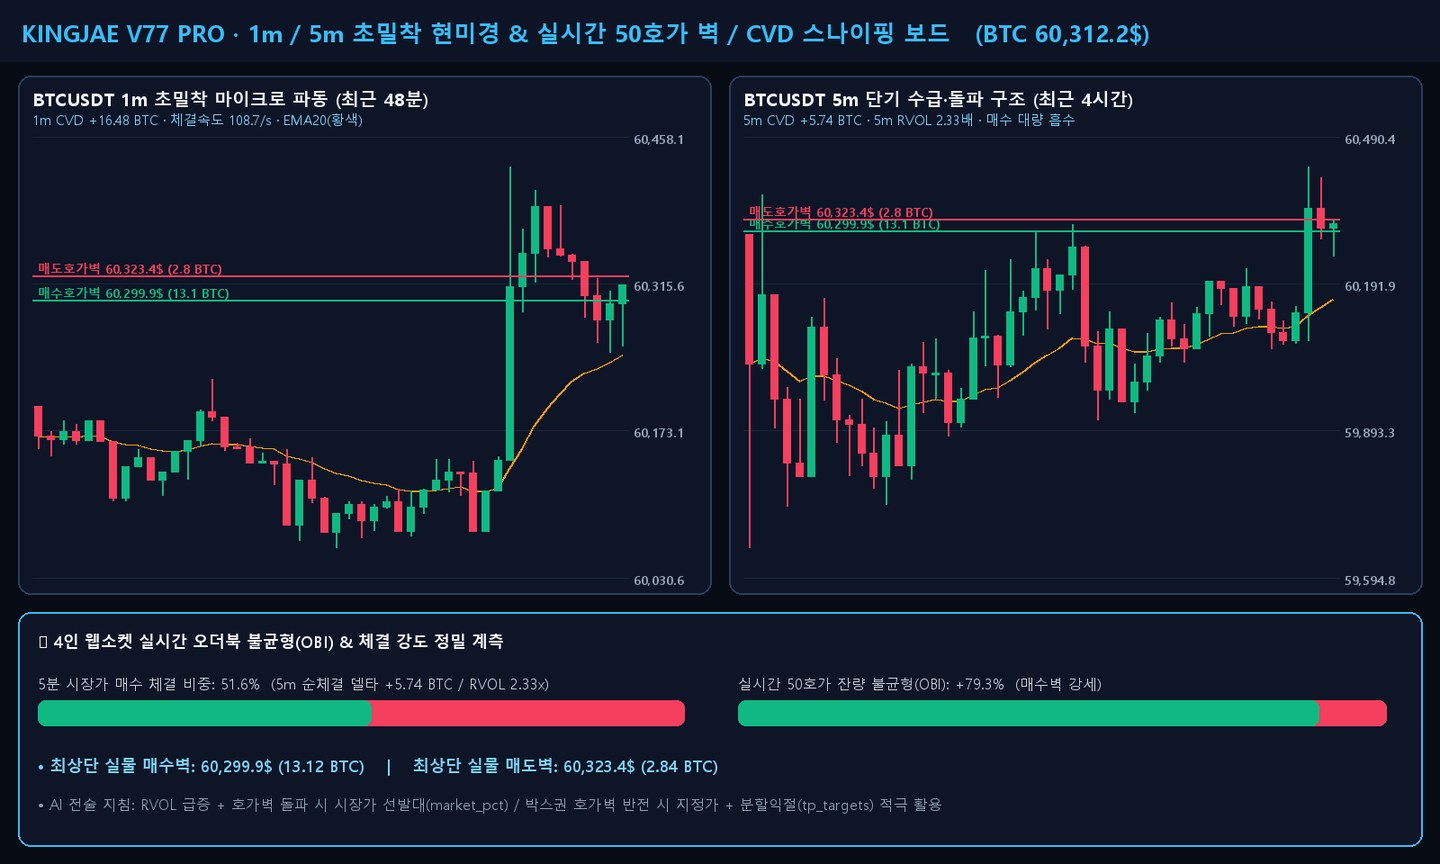 KINGJAE V77 PRO · 1m / 5m 초밀착 현미경 & 실시간 50호가 벽 / CVD 스나이핑 보드 (BTC 60,312.2$)
BTCUSDT 1m 초밀착 마이크로 파동 (최근 48분)
1m CVD +16.48 BTC · 체결속도 108.7/s · EMA20(황색)
60,458.1
매도호가벽 60,323.4$ (2.8 BTC)
60,315.6
매수호가벽 60,299.9$ (13.1 BTC)
60,173.1
60,030.6
BTCUSDT 5m 단기 수급·돌파 구조 (최근 4시간)
5m CVD +5.74 BTC · 5m RVOL 2.33배 · 매수 대량 흡수
60,490.4
매도호가벽 60,323.4$ (2.8 BTC)
매수호가벽 60,299.9$ (13.1 BTC)
60,191.9
59,893.3
59,594.8
4인 웹소켓 실시간 오더북 불균형(OBI) & 체결 강도 정밀 계측
5분 시장가 매수 체결 비중: 51.6% (5m 순체결 델타 +5.74 BTC / RVOL 2.33x)
실시간 50호가 잔량 불균형(OBI): +79.3% (매수벽 강세)
• 최상단 실물 매수벽: 60,299.9$ (13.12 BTC) | 최상단 실물 매도벽: 60,323.4$ (2.84 BTC)
• AI 전술 지침: RVOL 급증 + 호가벽 돌파 시 시장가 선발대(market_pct) / 박스권 호가벽 반전 시 지정가 + 분할익절(tp_targets) 적극 활용